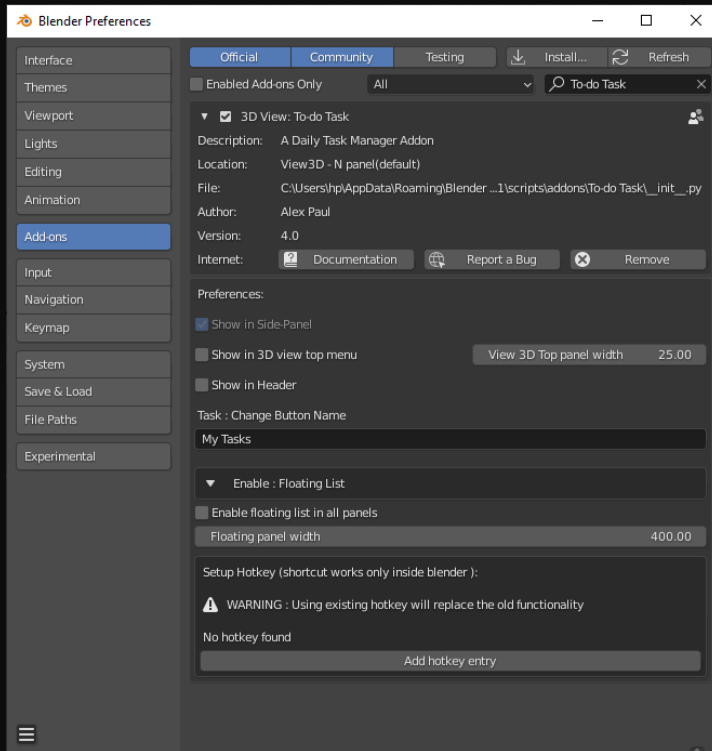 Blender Preferences
Interface
Themes
Viewport
Lights
Editing
Animation
Add-ons
Input
Navigation
Keymap
System
Save & Load
File Paths
Experimental
Official Community Testing Install... Refresh
Enabled Add-ons Only All To-do Task
3D View: To-do Task
Description: A Daily Task Manager Addon
Location: View3D - N panel(default)
File: C:\Users\hp\AppData\Roaming\Blender ...1\scripts\addons\To-do Task\__init__.py
Author: Alex Paul
Version: 4.0
Internet: Documentation Report a Bug Remove
Preferences:
Show in Side-Panel
Show in 3D view top menu View 3D Top panel width 25.00
Show in Header
Task : Change Button Name
My Tasks
Enable : Floating List
Enable floating list in all panels
Floating panel width 400.00
Setup Hotkey (shortcut works only inside blender ):
WARNING : Using existing hotkey will replace the old functionality
No hotkey found
Add hotkey entry